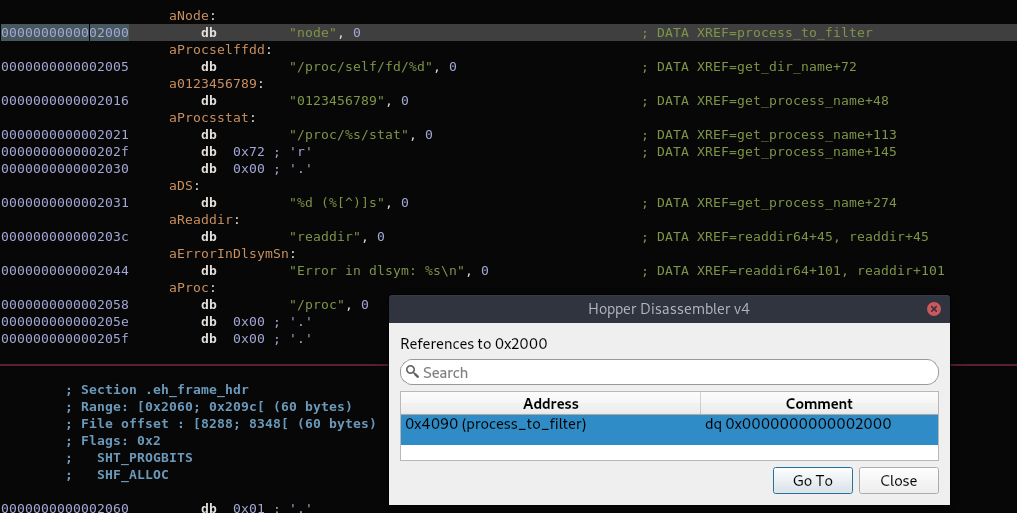 aNode:
0000000000002000 db "node", 0 ; DATA XREF=process_to_filter
aProcselffdd:
0000000000002005 db "/proc/self/fd/%d", 0 ; DATA XREF=get_dir_name+72
a0123456789:
0000000000002016 db "0123456789", 0 ; DATA XREF=get_process_name+48
aProcsstat:
0000000000002021 db "/proc/%s/stat", 0 ; DATA XREF=get_process_name+113
000000000000202f db 0x72 ; 'r' ; DATA XREF=get_process_name+145
0000000000002030 db 0x00 ; '.'
aDS:
0000000000002031 db "%d (%[^)]s", 0 ; DATA XREF=get_process_name+274
aReaddir:
000000000000203c db "readdir", 0 ; DATA XREF=readdir64+45, readdir+45
aErrorInDlsymSn:
0000000000002044 db "Error in dlsym: %s\n", 0 ; DATA XREF=readdir64+101, readdir+101
aProc:
0000000000002058 db "/proc", 0
000000000000205e db 0x00 ; '.'
000000000000205f db 0x00 ; '.'
; Section .eh_frame_hdr
; Range: [0x2060; 0x209c[ (60 bytes)
; File offset : [8288; 8348[ (60 bytes)
; Flags: 0x2
; SHT_PROGBITS
; SHF_ALLOC
0000000000002060 db 0x01 ; '.'
Hopper Disassembler v4
References to 0x2000
Search
Address Comment
0x4090 (process_to_filter) dq 0x0000000000002000
Go To Close